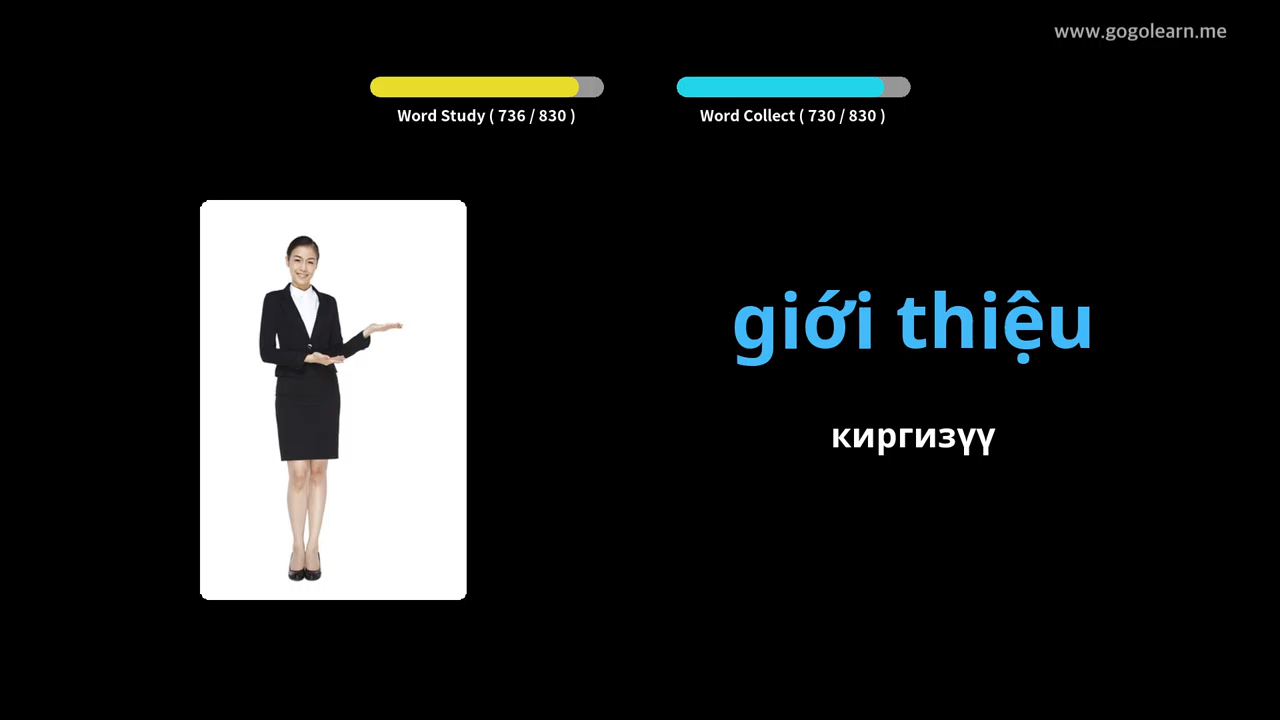 www.gogolearn.me
Word Study ( 736 / 830 )
Word Collect ( 730 / 830 )
giới thiệu
киргизүү